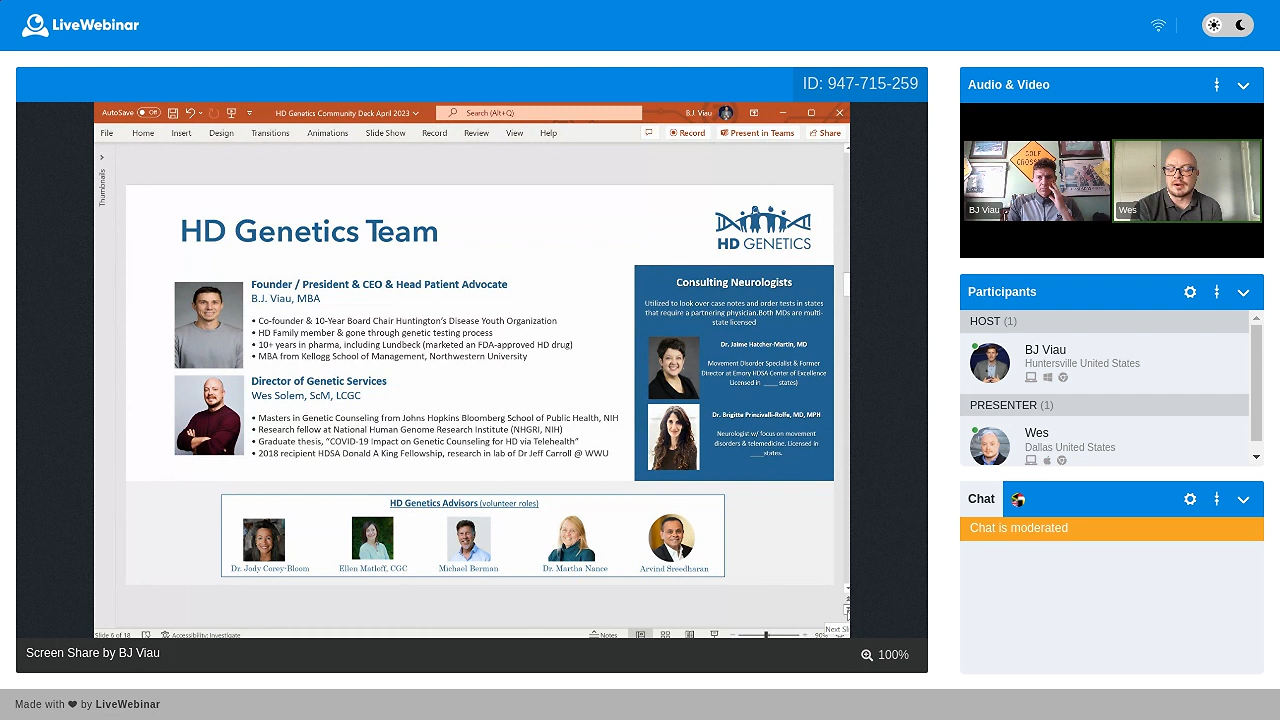 LiveWebinar
ID: 947-715-259
AutoSave Off
HD Genetics Community Deck April 2023
Search (Alt+Q)
B.J. Viau
File Home Insert Design Transitions Animations Slide Show Record Review View Help
Record Present in Teams Share
Thumbnails
HD Genetics Team
HD GENETICS
Founder / President & CEO & Head Patient Advocate
B.J. Viau, MBA
• Co-founder & 10-Year Board Chair Huntington's Disease Youth Organization
• HD Family member & gone through genetic testing process
• 10+ years in pharma, including Lundbeck (marketed an FDA-approved HD drug)
• MBA from Kellogg School of Management, Northwestern University
Director of Genetic Services
Wes Solem, ScM, LCGC
• Masters in Genetic Counseling from Johns Hopkins Bloomberg School of Public Health, NIH
• Research fellow at National Human Genome Research Institute (NHGRI, NIH)
• Graduate thesis, "COVID-19 Impact on Genetic Counseling for HD via Telehealth"
• 2018 recipient HDSA Donald A King Fellowship, research in lab of Dr Jeff Carroll @ WWU
Consulting Neurologists
Utilized to look over case notes and order tests in states
that require a partnering physician.Both MDs are multi-
state licensed
Dr. Jaime Hatcher-Martin, MD
Movement Disorder Specialist & Former
Director at Emory HDSA Center of Excellence
Licensed in ____ states)
Dr. Brigitte Prinzivalli-Rolfe, MD, MPH
Neurologist w/ focus on movement
disorders & telemedicine. Licensed in
____states.
HD Genetics Advisors (volunteer roles)
Dr. Jody Corey-Bloom
Ellen Matloff, CGC
Michael Berman
Dr. Martha Nance
Arvind Sreedharan
Slide 6 of 18
Accessibility: Investigate
Notes
90%
Next Sl
Screen Share by BJ Viau
100%
Audio & Video
GOLF
CROSS
BJ Viau
Wes
Participants
HOST (1)
BJ Viau
Huntersville United States
PRESENTER (1)
Wes
Dallas United States
Chat
Chat is moderated
Made with ❤ by LiveWebinar